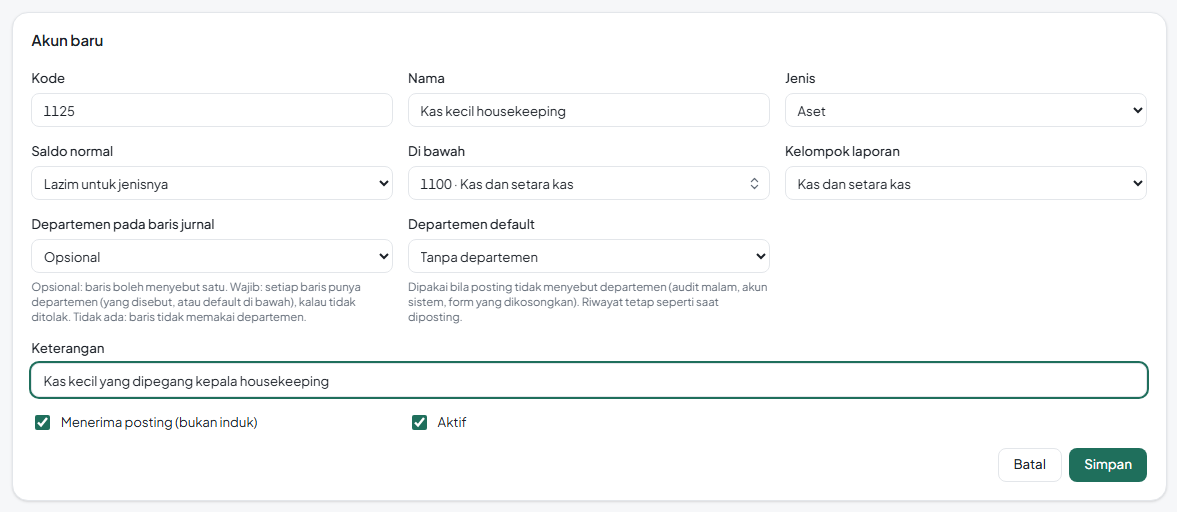 Akun baru
Kode
Nama
Jenis
1125
Kas kecil housekeeping
Aset
Saldo normal
Di bawah
Kelompok laporan
Lazim untuk jenisnya
1100 · Kas dan setara kas
Kas dan setara kas
Departemen pada baris jurnal
Departemen default
Opsional
Tanpa departemen
Opsional: baris boleh menyebut satu. Wajib: setiap baris punya
departemen (yang disebut, atau default di bawah), kalau tidak
ditolak. Tidak ada: baris tidak memakai departemen.
Dipakai bila posting tidak menyebut departemen (audit malam, akun
sistem, form yang dikosongkan). Riwayat tetap seperti saat
diposting.
Keterangan
Kas kecil yang dipegang kepala housekeeping
Menerima posting (bukan induk)
Aktif
Batal
Simpan